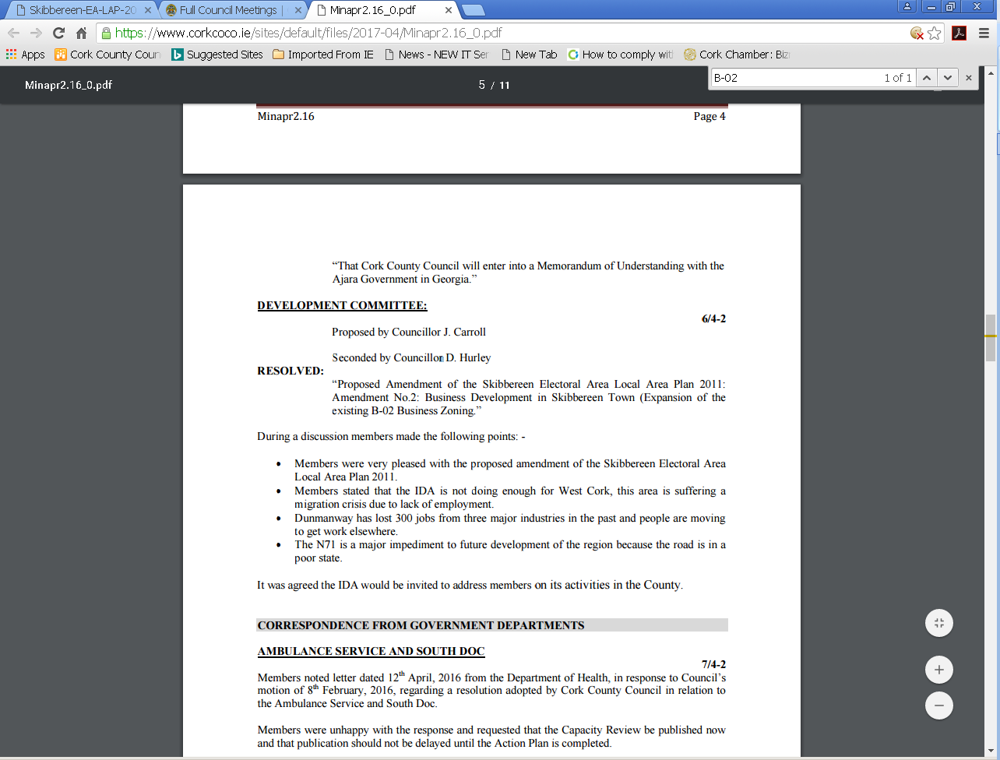 Skibbereen-EA-LAP-20
Full Council Meetings |
Minapr2.16_0.pdf
https://www.corkcoco.ie/sites/default/files/2017-04/Minapr2.16_0.pdf
Apps Cork County Coun Suggested Sites Imported From IE News - NEW IT Ser New Tab How to comply wit Cork Chamber: Biz
Minapr2.16_0.pdf 5 / 11
B-02 1 of 1
Minapr2.16 Page 4
“That Cork County Council will enter into a Memorandum of Understanding with the
Ajara Government in Georgia.”
DEVELOPMENT COMMITTEE:
6/4-2
Proposed by Councillor J. Carroll
Seconded by Councillor D. Hurley
RESOLVED:
“Proposed Amendment of the Skibbereen Electoral Area Local Area Plan 2011:
Amendment No.2: Business Development in Skibbereen Town (Expansion of the
existing B-02 Business Zoning.”
During a discussion members made the following points: -
• Members were very pleased with the proposed amendment of the Skibbereen Electoral Area
Local Area Plan 2011.
• Members stated that the IDA is not doing enough for West Cork, this area is suffering a
migration crisis due to lack of employment.
• Dunmanway has lost 300 jobs from three major industries in the past and people are moving
to get work elsewhere.
• The N71 is a major impediment to future development of the region because the road is in a
poor state.
It was agreed the IDA would be invited to address members on its activities in the County.
CORRESPONDENCE FROM GOVERNMENT DEPARTMENTS
AMBULANCE SERVICE AND SOUTH DOC
7/4-2
Members noted letter dated 12th April, 2016 from the Department of Health, in response to Council’s
motion of 8th February, 2016, regarding a resolution adopted by Cork County Council in relation to
the Ambulance Service and South Doc.
Members were unhappy with the response and requested that the Capacity Review be published now
and that publication should not be delayed until the Action Plan is completed.